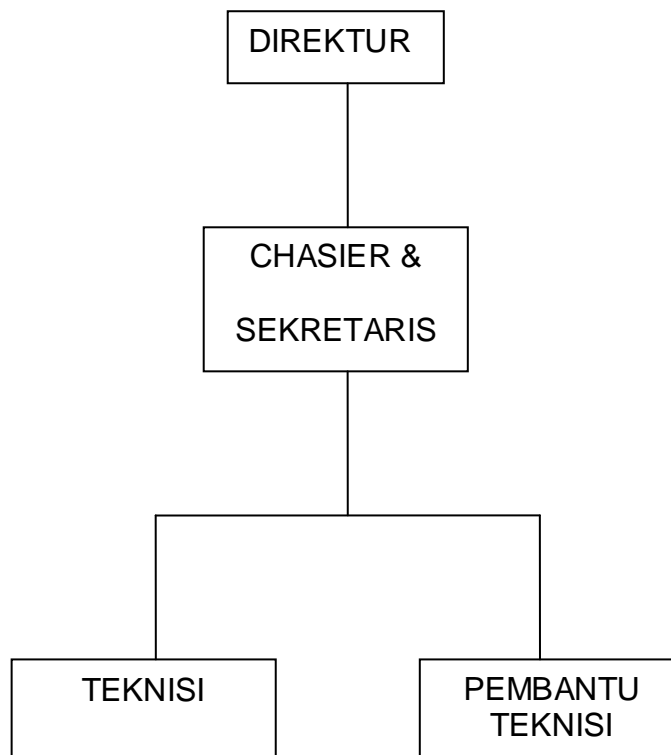 DIREKTUR
CHASIER &
SEKRETARIS
TEKNISI
PEMBANTU
TEKNISI